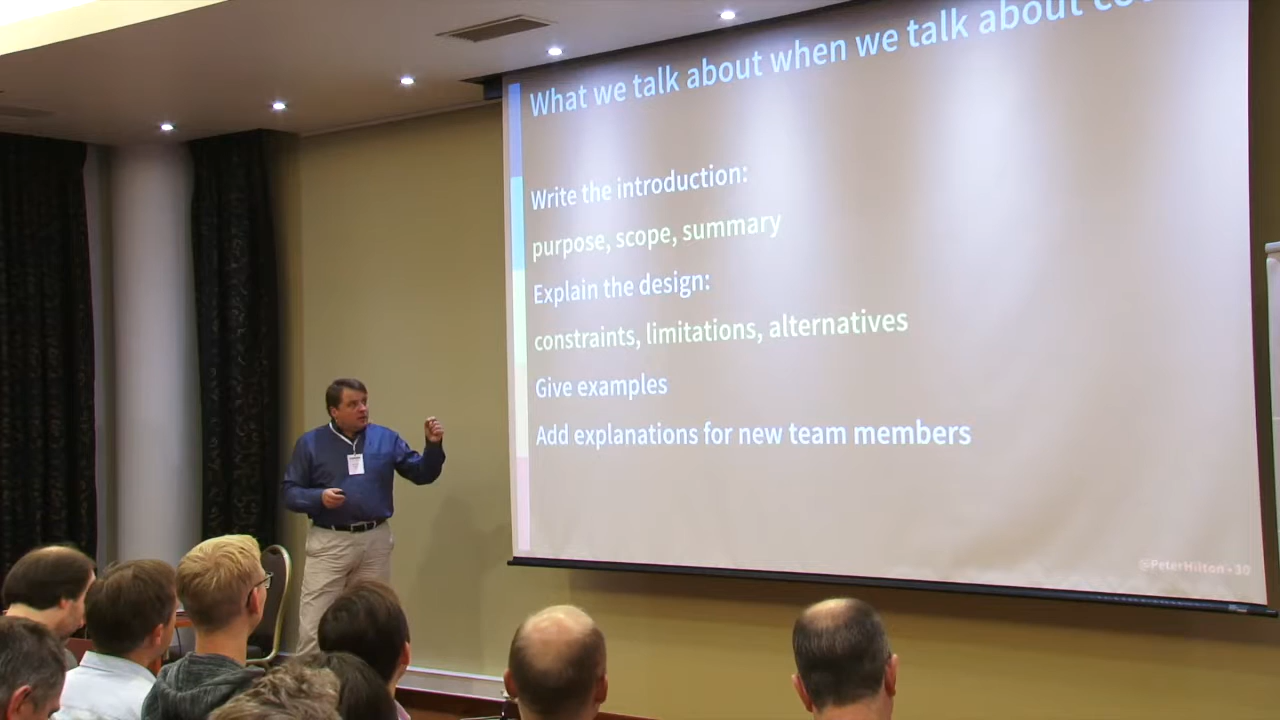 What we talk about when we talk about
Write the introduction:
purpose, scope, summary
Explain the design:
constraints, limitations, alternatives
Give examples
Add explanations for new team members
@PeterHilton • 30